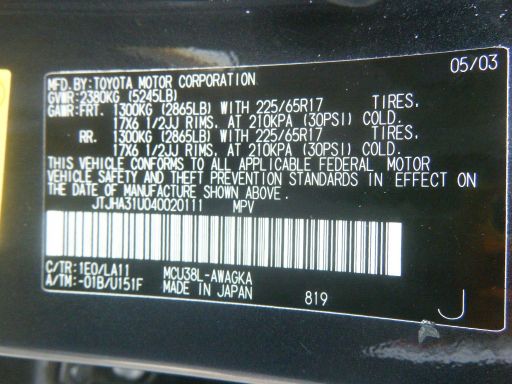 MFD.BY:TOYOTA MOTOR CORPORATION 05/03
GVWR:2380KG (5245LB)
GAWR:FRT. 1300KG (2865LB) WITH 225/65R17 TIRES,
17X6 1/2JJ RIMS, AT 210KPA (30PSI) COLD.
RR. 1300KG (2865LB) WITH 225/65R17 TIRES,
17X6 1/2JJ RIMS, AT 210KPA (30PSI) COLD.
THIS VEHICLE CONFORMS TO ALL APPLICABLE FEDERAL MOTOR
VEHICLE SAFETY AND THEFT PREVENTION STANDARDS IN EFFECT ON
THE DATE OF MANUFACTURE SHOWN ABOVE.
JTJHA31U040020111 MPV
C/TR:1E0/LA11 MCU38L-AWAGKA
A/TM:-01B/U151F MADE IN JAPAN 819 J